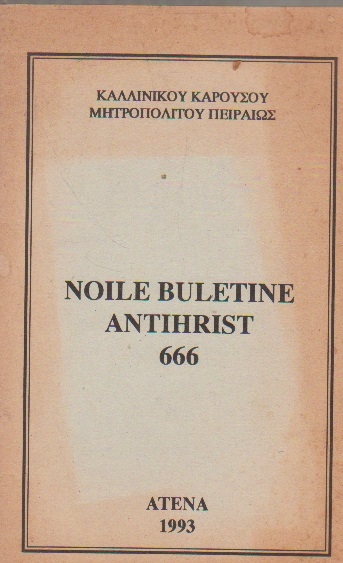 ΚΑΛΛΙΝΙΚΟΥ ΚΑΡΟΥΣΟΥ
ΜΗΤΡΟΠΟΛΙΤΟΥ ΠΕΙΡΑΙΩΣ
NOILE BULETINE
ANTIHRIST
666
ATENA
1993